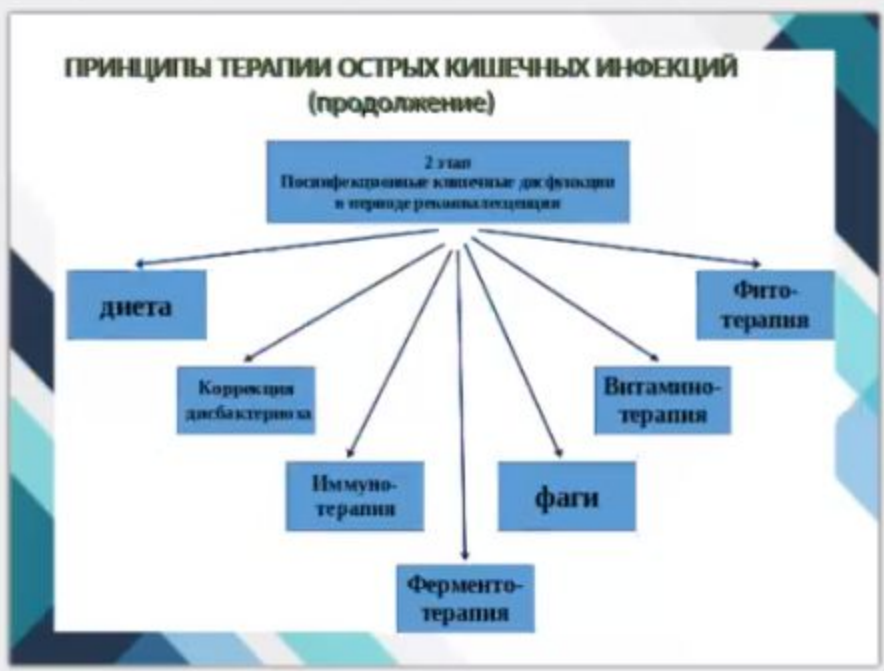 ПРИНЦИПЫ ТЕРАПИИ ОСТРЫХ КИШЕЧНЫХ ИНФЕКЦИЙ
(продолжение)
2 этап
Постинфекционные кишечные дисфункции
в периоде реконвалесценции
диета
Фито-
терапия
Коррекция
дисбактериоза
Витамино-
терапия
Иммуно-
терапия
фаги
Ферменто-
терапия